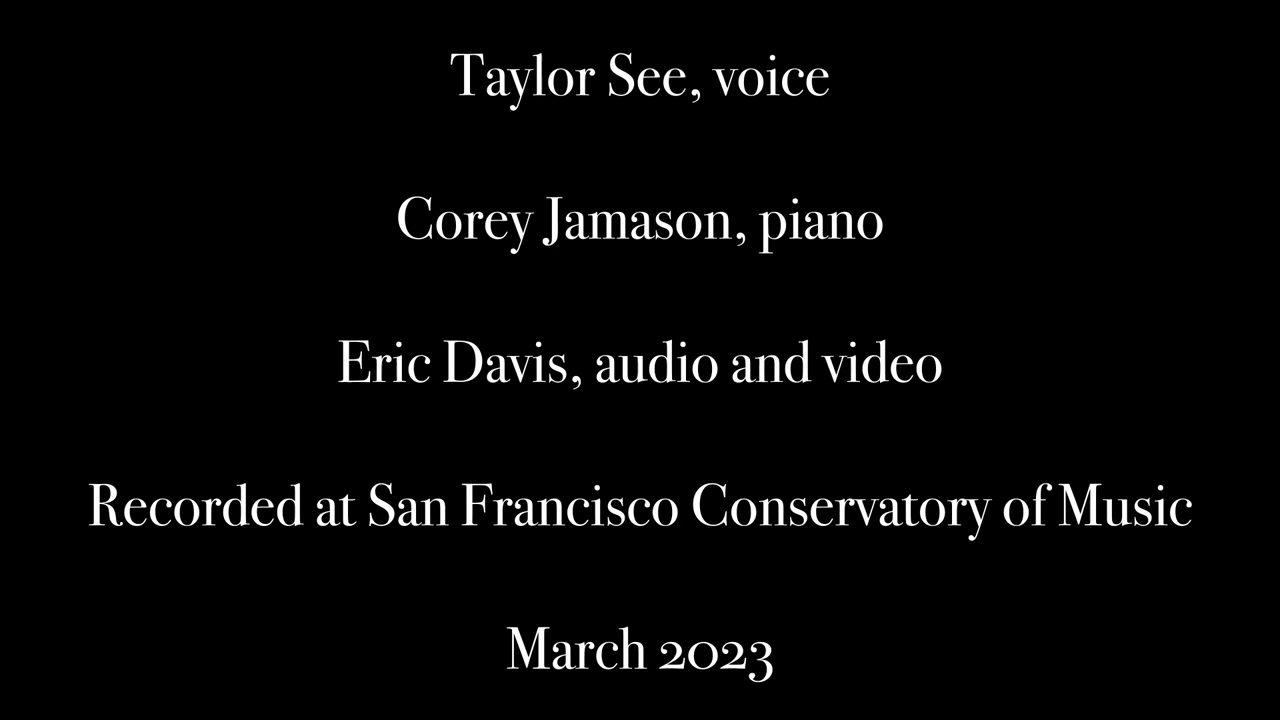 Taylor See, voice
Corey Jamason, piano
Eric Davis, audio and video
Recorded at San Francisco Conservatory of Music
March 2023